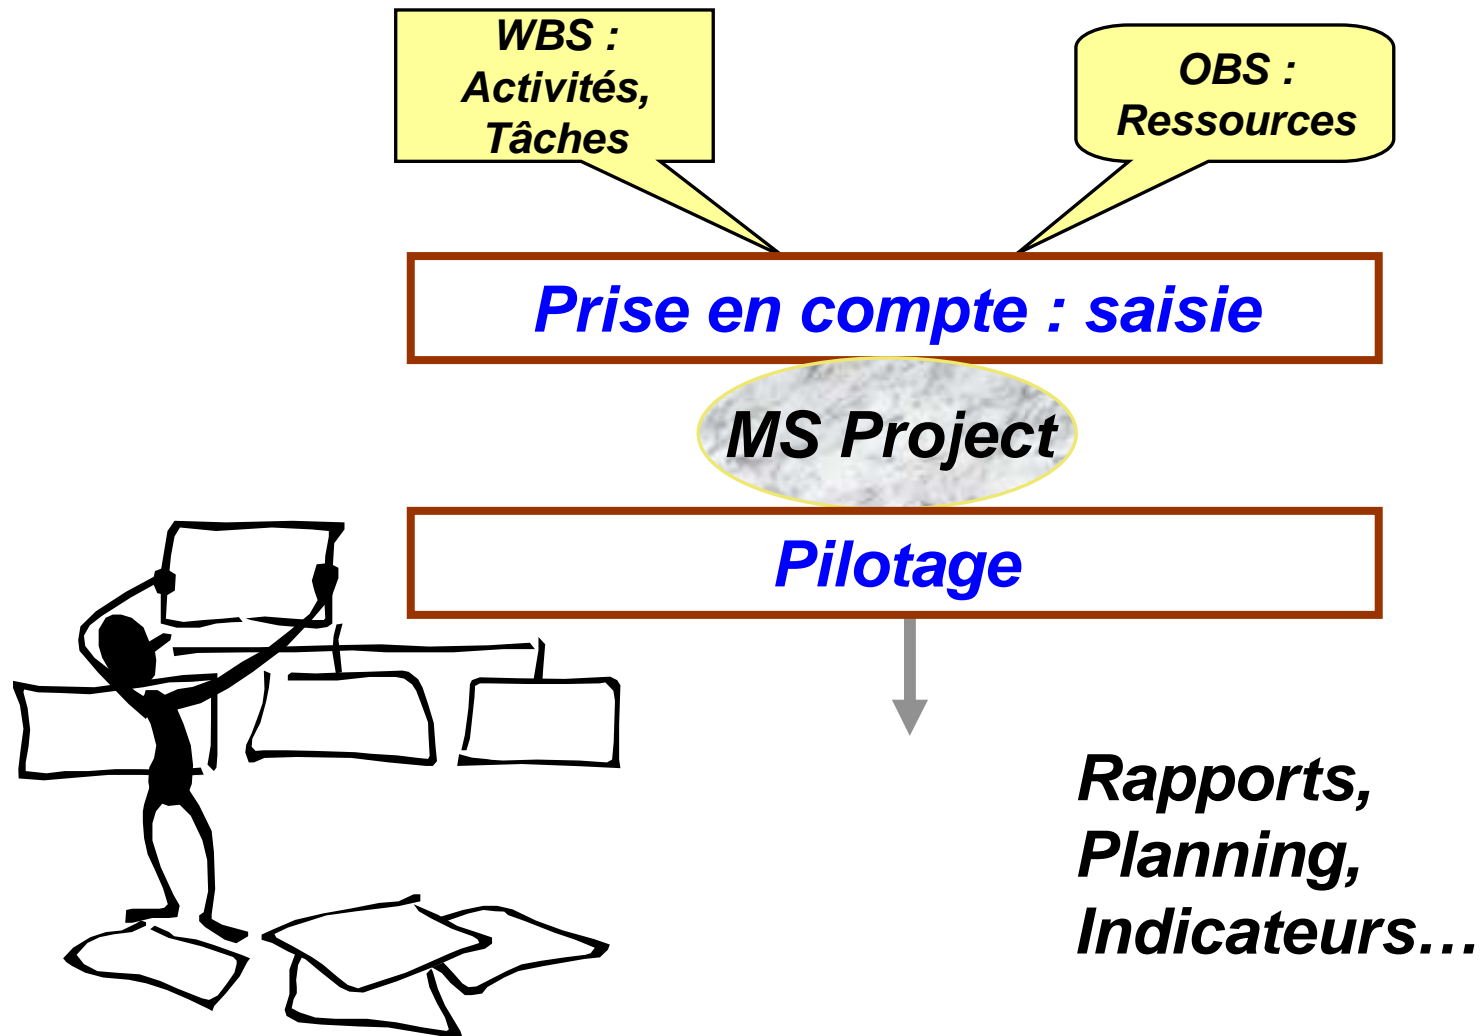 WBS :
Activités,
Tâches
OBS :
Ressources
Prise en compte : saisie
MS Project
Pilotage
Rapports,
Planning,
Indicateurs…